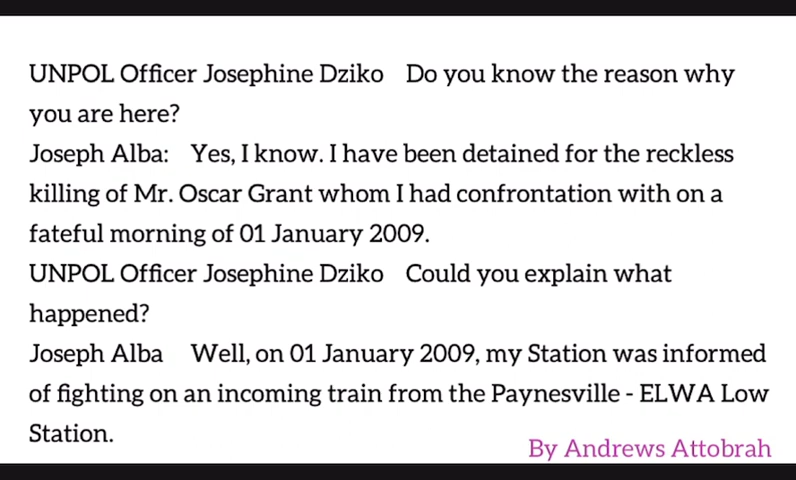 UNPOL Officer Josephine Dziko Do you know the reason why
you are here?
Joseph Alba: Yes, I know. I have been detained for the reckless
killing of Mr. Oscar Grant whom I had confrontation with on a
fateful morning of 01 January 2009.
UNPOL Officer Josephine Dziko Could you explain what
happened?
Joseph Alba Well, on 01 January 2009, my Station was informed
of fighting on an incoming train from the Paynesville - ELWA Low
Station.
By Andrews Attobrah